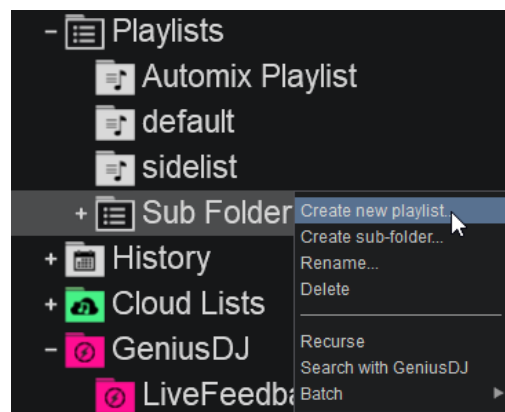 Playlists
Automix Playlist
default
sidelist
Sub Folder
Create new playlist...
Create sub-folder...
History
Rename...
Delete
Cloud Lists
GeniusDJ
Recurse
Search with GeniusDJ
LiveFeedba
Batch